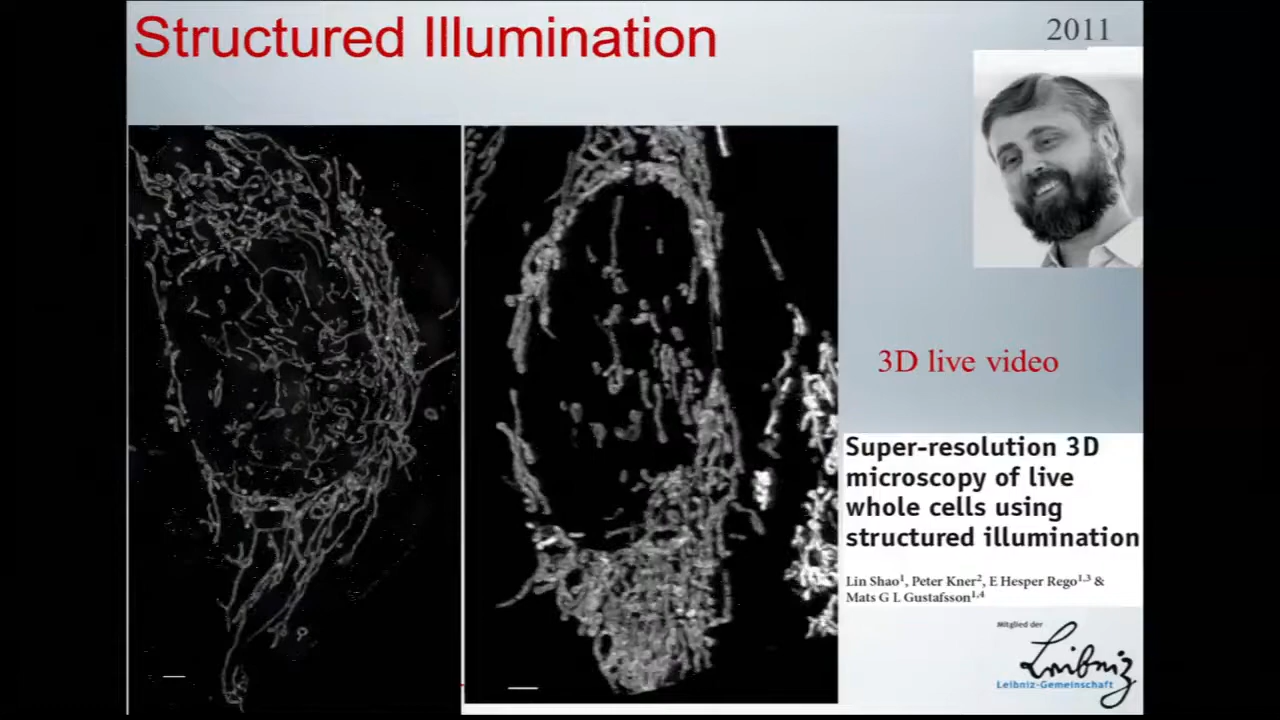 Structured Illumination
2011
3D live video
Super-resolution 3D
microscopy of live
whole cells using
structured illumination
Lin Shao1, Peter Kner2, E Hesper Rego1,3 &
Mats G L Gustafsson1,4
Mitglied der
Leibniz
Leibniz-Gemeinschaft